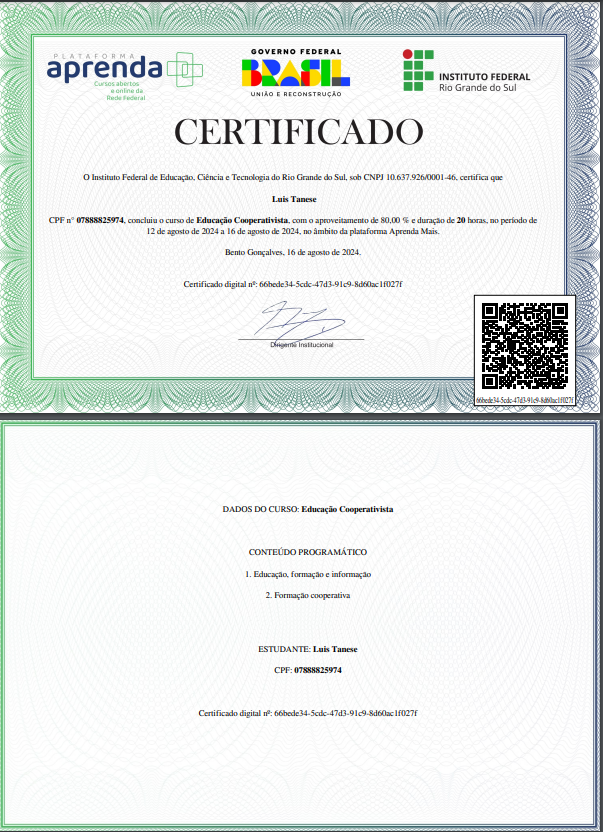 PLATAFORMA
aprenda
Cursos abertos
e online da
Rede Federal
GOVERNO FEDERAL
BRASIL
UNIÃO E RECONSTRUÇÃO
INSTITUTO FEDERAL
Rio Grande do Sul
CERTIFICADO
O Instituto Federal de Educação, Ciência e Tecnologia do Rio Grande do Sul, sob CNPJ 10.637.926/0001-46, certifica que
Luis Tanese
CPF n° 07888825974, concluiu o curso de Educação Cooperativista, com o aproveitamento de 80,00 % e duração de 20 horas, no período de
12 de agosto de 2024 a 16 de agosto de 2024, no âmbito da plataforma Aprenda Mais.
Bento Gonçalves, 16 de agosto de 2024.
Certificado digital nº: 66bede34-5cdc-47d3-91c9-8d60ac1f027f
Dirigente Institucional
66bede34-5cdc-47d3-91c9-8d60ac1f027f
DADOS DO CURSO: Educação Cooperativista
CONTEÚDO PROGRAMÁTICO
1. Educação, formação e informação
2. Formação cooperativa
ESTUDANTE: Luis Tanese
CPF: 07888825974
Certificado digital nº: 66bede34-5cdc-47d3-91c9-8d60ac1f027f